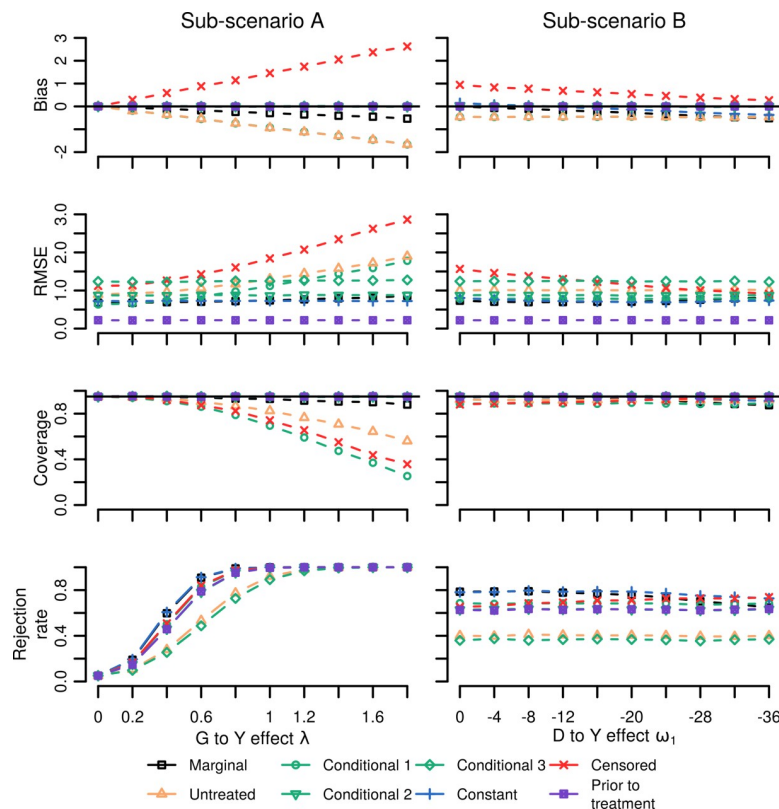 Sub-scenario A
Sub-scenario B
Bias
3
2
1
0
-2
RMSE
3.0
2.0
1.0
0.0
Coverage
0.8
0.4
0.0
Rejection
rate
0.8
0.4
0.0
0 0.2 0.6 1 1.2 1.6
G to Y effect λ
0 -4 -8 -12 -20 -28 -36
D to Y effect ω₁
Marginal Conditional 1 Conditional 3 Censored
Untreated Conditional 2 Constant Prior to
treatment